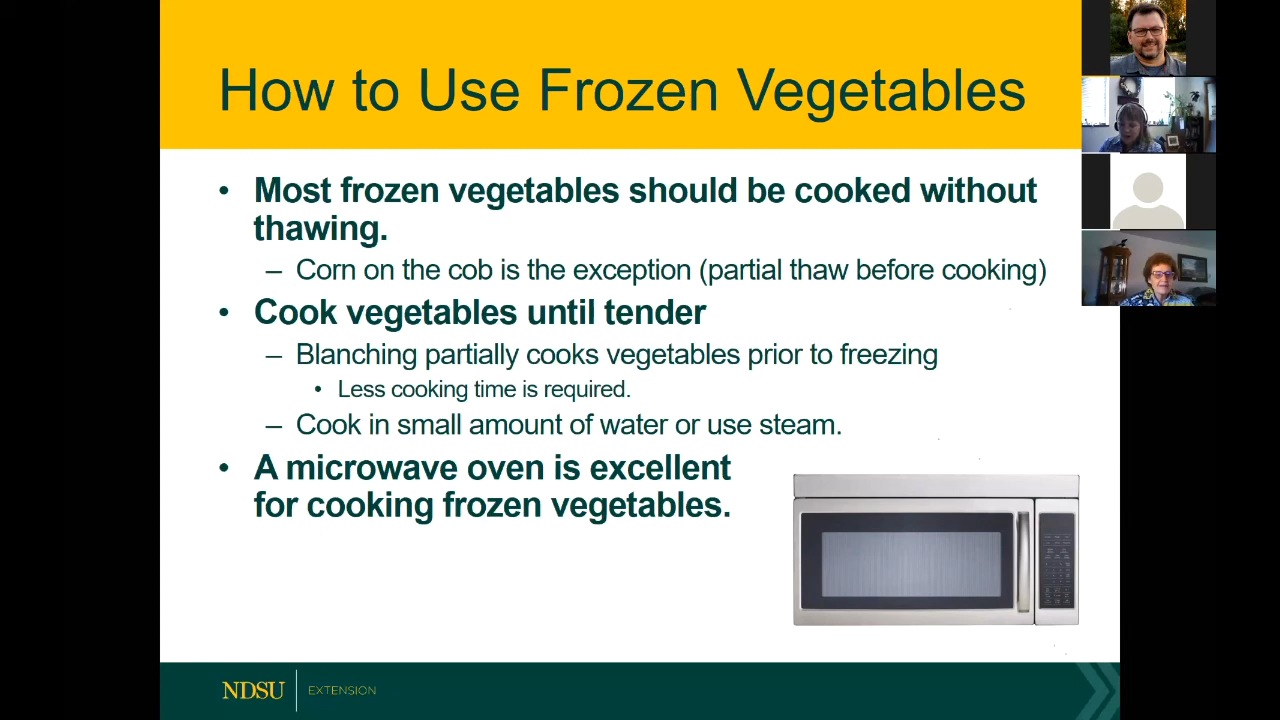 How to Use Frozen Vegetables
• Most frozen vegetables should be cooked without
thawing.
– Corn on the cob is the exception (partial thaw before cooking)
• Cook vegetables until tender
– Blanching partially cooks vegetables prior to freezing
• Less cooking time is required.
– Cook in small amount of water or use steam.
• A microwave oven is excellent
for cooking frozen vegetables.
NDSU EXTENSION